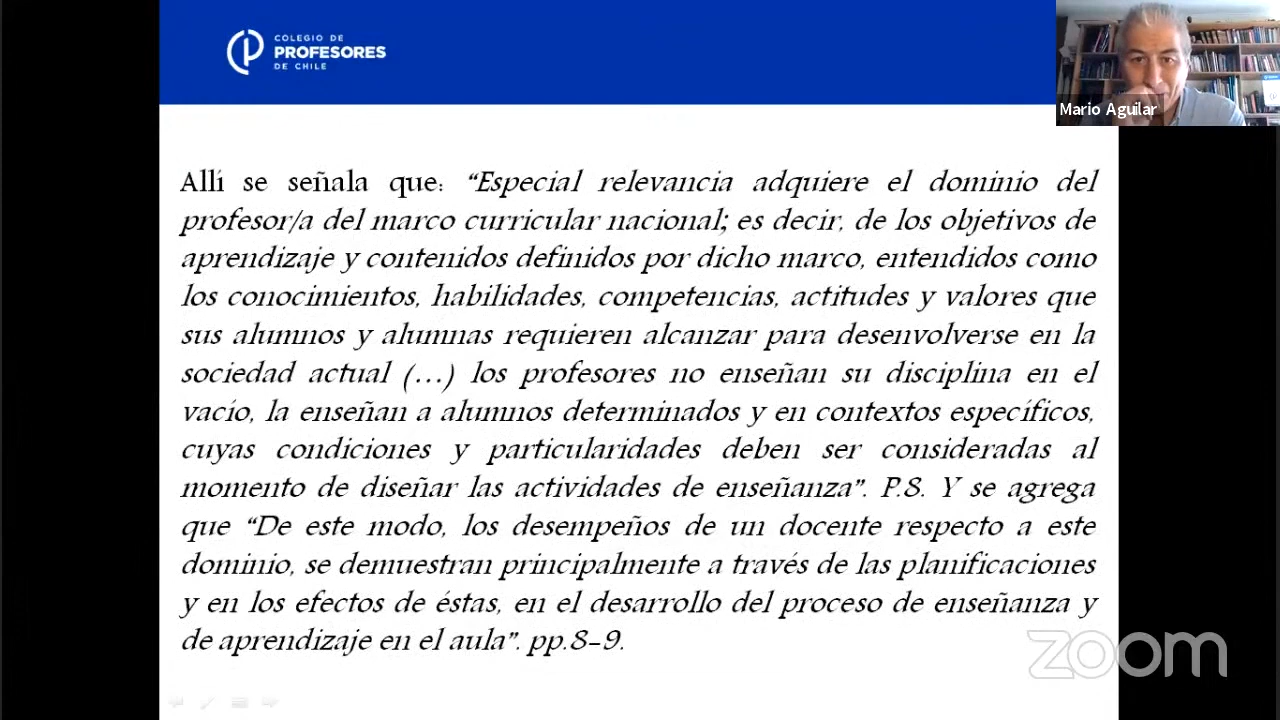 COLEGIO DE
PROFESORES
DE CHILE
Mario Aguilar
Allí se señala que: “Especial relevancia adquiere el dominio del
profesor/a del marco curricular nacional; es decir, de los objetivos de
aprendizaje y contenidos definidos por dicho marco, entendidos como
los conocimientos, habilidades, competencias, actitudes y valores que
sus alumnos y alumnas requieren alcanzar para desenvolverse en la
sociedad actual (...) los profesores no enseñan su disciplina en el
vacío, la enseñan a alumnos determinados y en contextos específicos,
cuyas condiciones y particularidades deben ser consideradas al
momento de diseñar las actividades de enseñanza”. P.8. Y se agrega
que “De este modo, los desempeños de un docente respecto a este
dominio, se demuestran principalmente a través de las planificaciones
y en los efectos de éstas, en el desarrollo del proceso de enseñanza y
de aprendizaje en el aula”. pp.8-9.
zoom